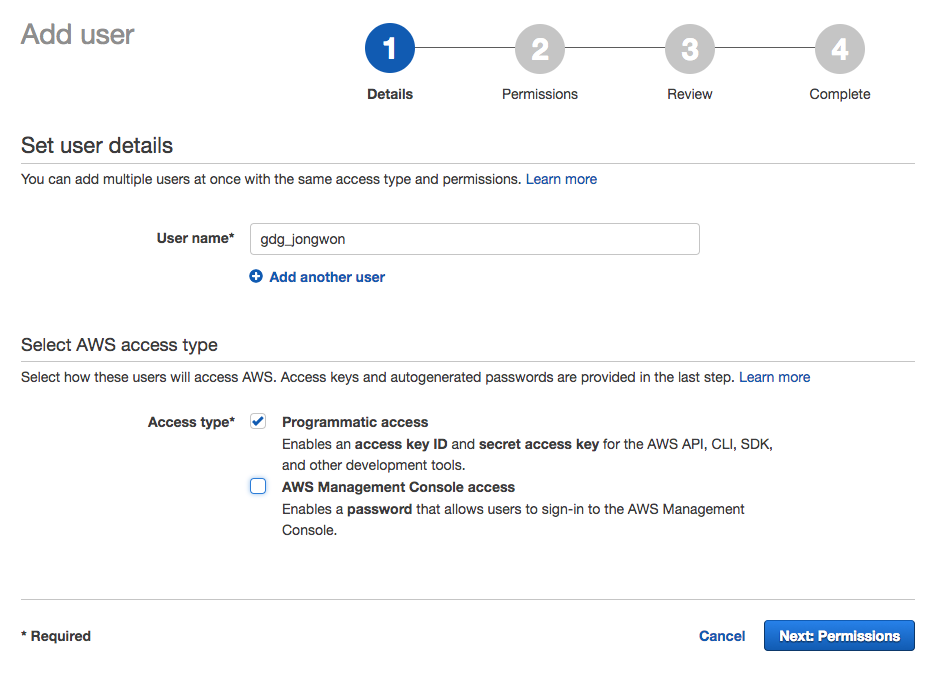 Add user
1 2 3 4
Details Permissions Review Complete
Set user details
You can add multiple users at once with the same access type and permissions. Learn more
User name* gdg_jongwon
Add another user
Select AWS access type
Select how these users will access AWS. Access keys and autogenerated passwords are provided in the last step. Learn more
Access type* Programmatic access
Enables an access key ID and secret access key for the AWS API, CLI, SDK,
and other development tools.
AWS Management Console access
Enables a password that allows users to sign-in to the AWS Management
Console.
* Required Cancel Next: Permissions